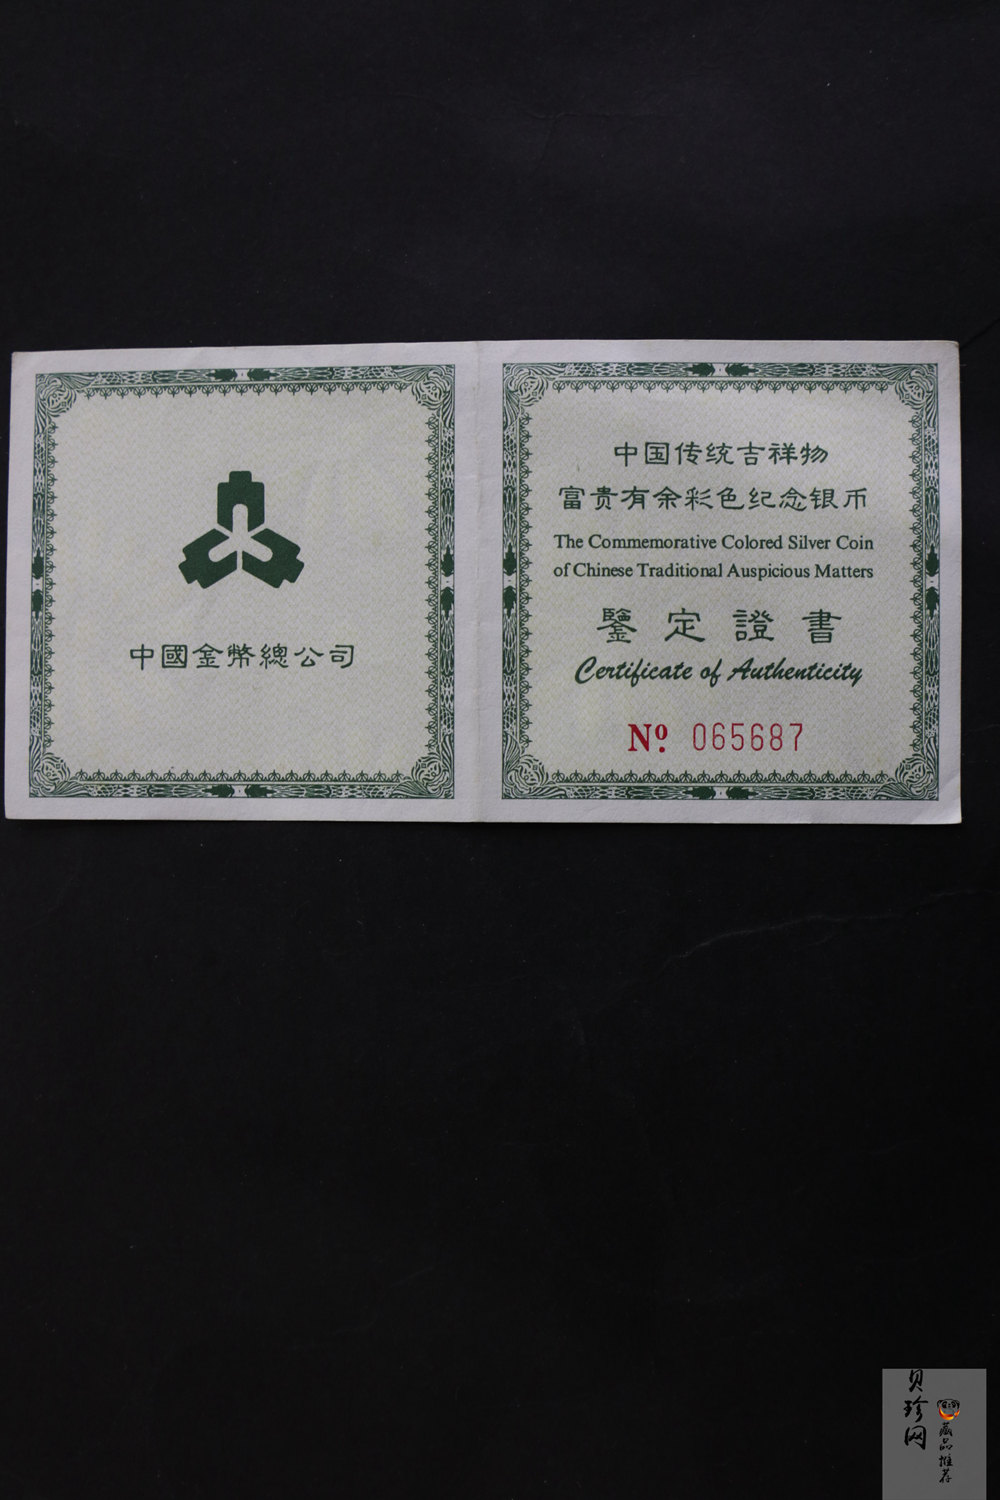 中國金幣總公司
中国传统吉祥物
富贵有余彩色纪念银币
The Commemorative Colored Silver Coin
of Chinese Traditional Auspicious Matters
鑒定證書
Certificate of Authenticity
Nº 065687
贝珍网
藏品推荐